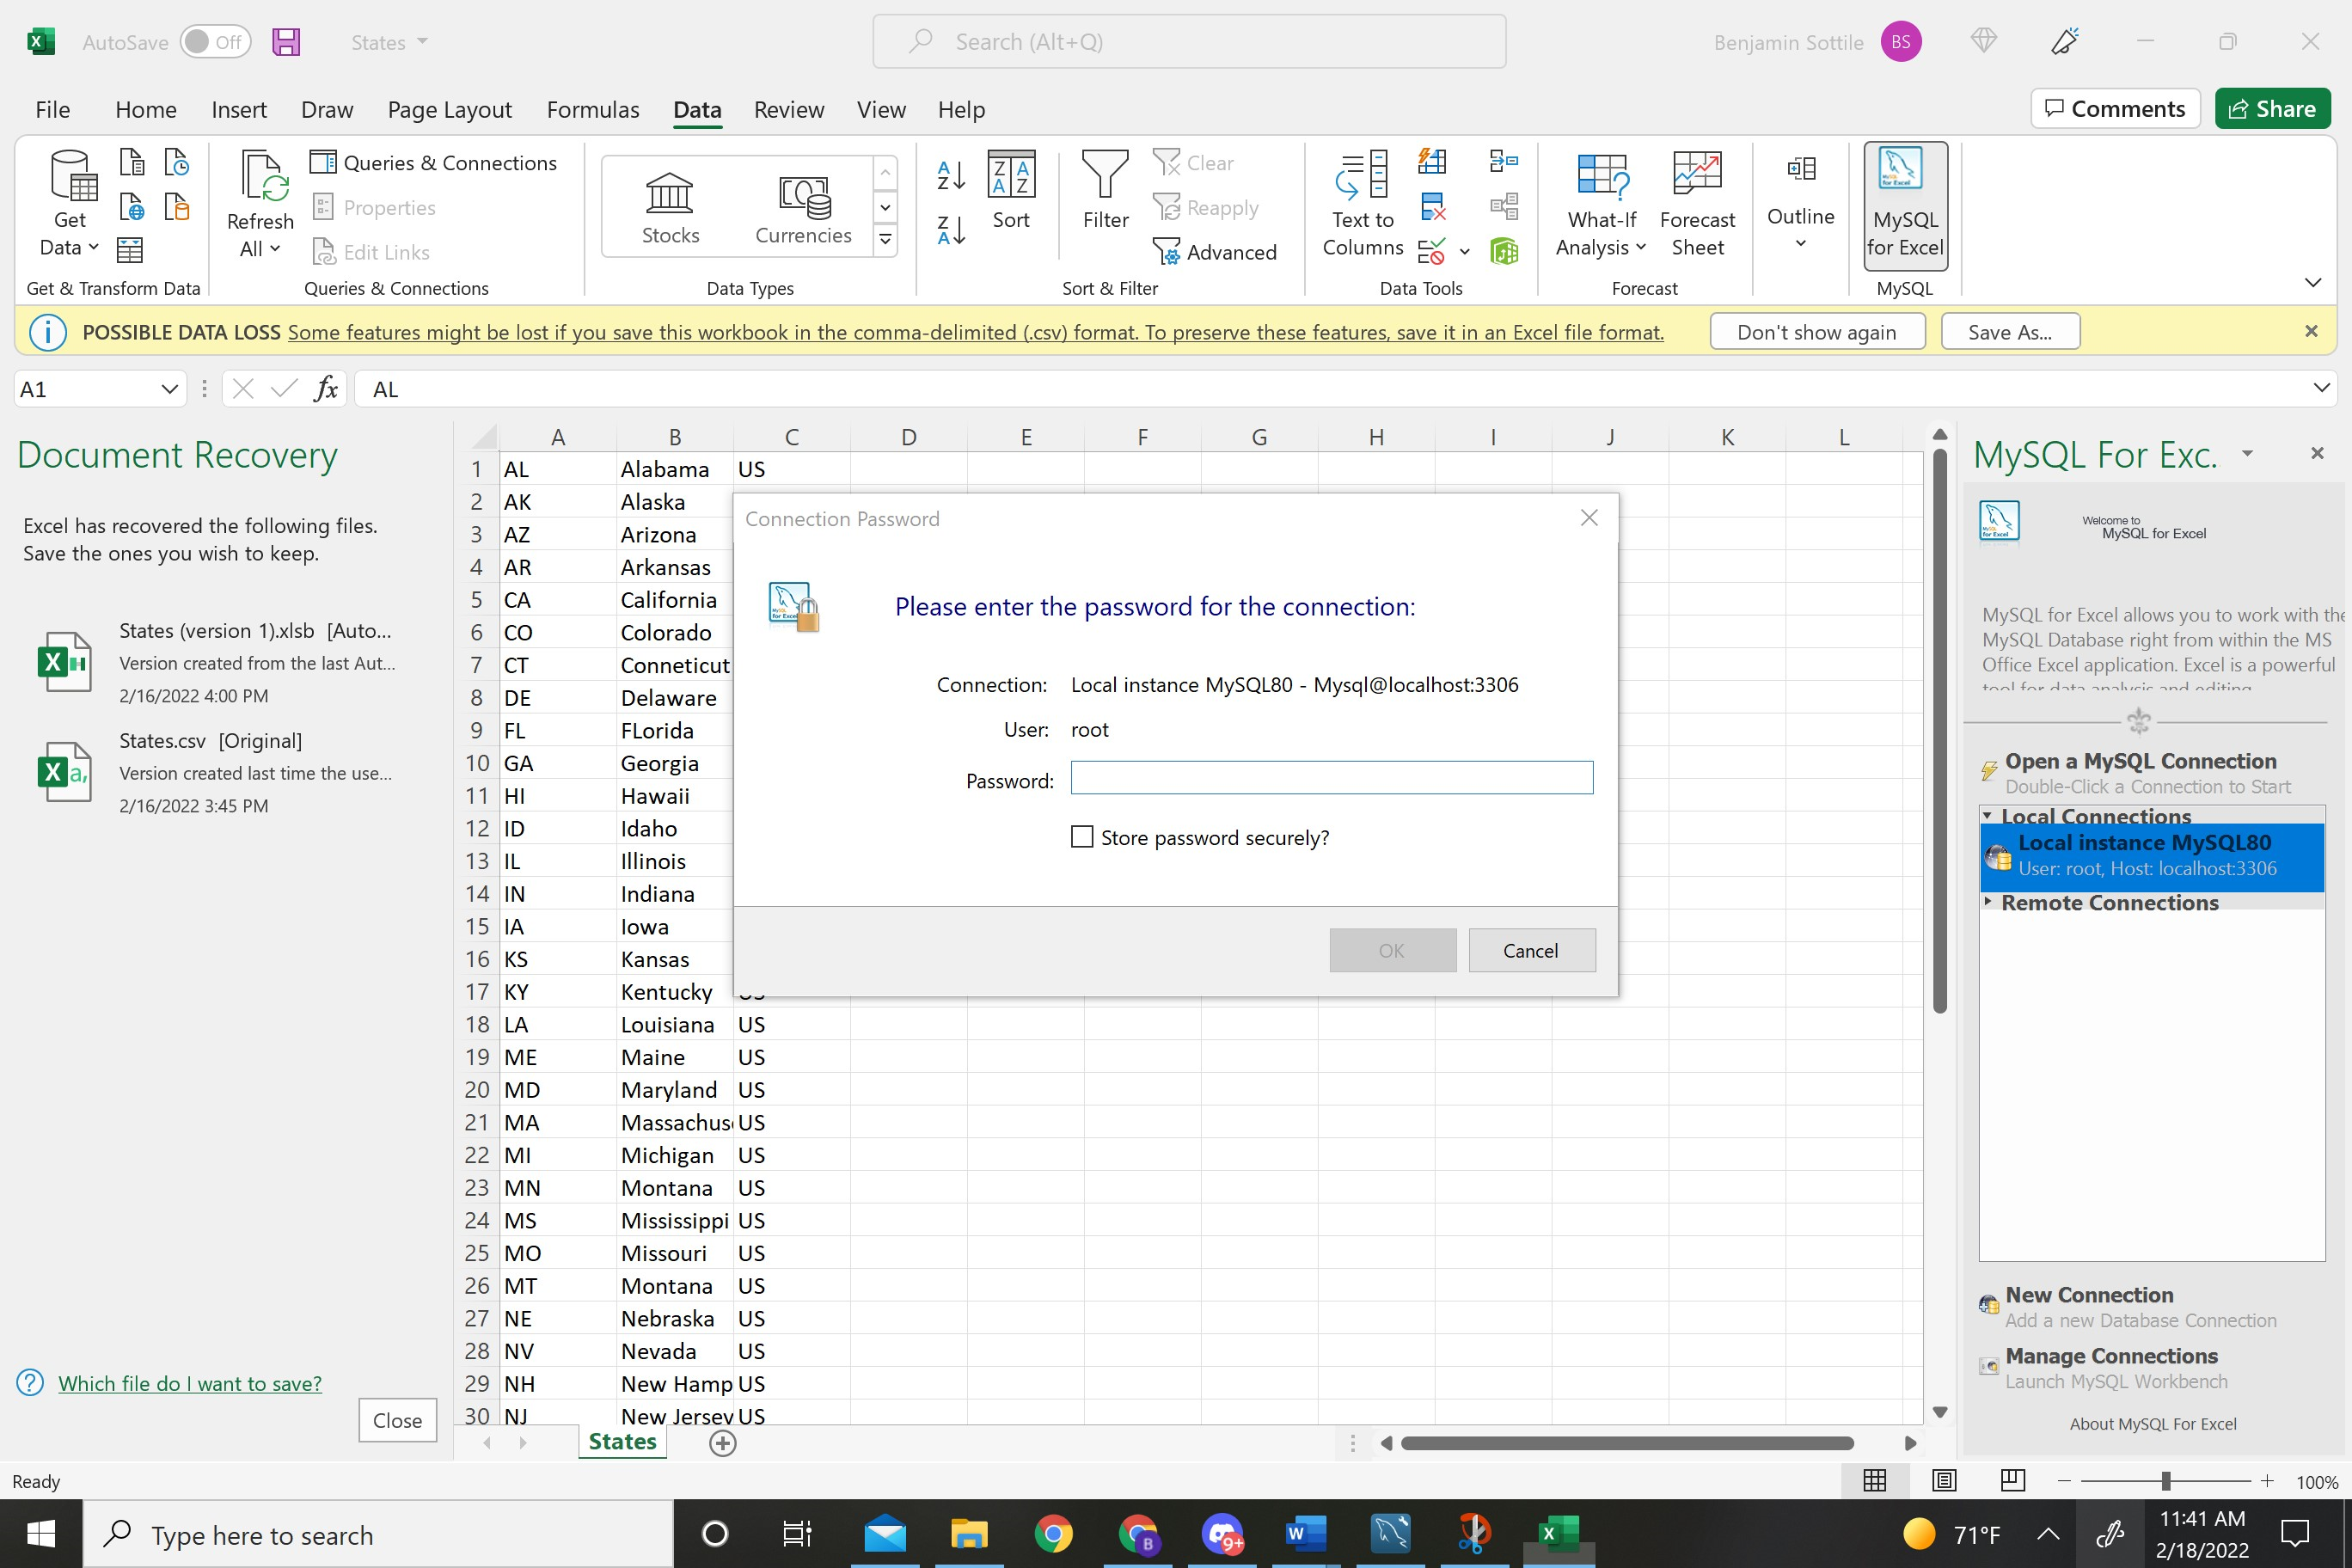 AutoSave Off States Search (Alt+Q) Benjamin Sottile BS
File Home Insert Draw Page Layout Formulas Data Review View Help Comments Share
Get Data
Get & Transform Data
Refresh All
Queries & Connections
Properties
Edit Links
Queries & Connections
Stocks Currencies
Data Types
Sort
Filter
Clear
Reapply
Advanced
Sort & Filter
Text to Columns
Data Tools
What-If Analysis
Forecast Sheet
Forecast
Outline
MySQL for Excel
MySQL
POSSIBLE DATA LOSS Some features might be lost if you save this workbook in the comma-delimited (.csv) format. To preserve these features, save it in an Excel file format. Don't show again Save As...
A1 fx AL
Document Recovery
Excel has recovered the following files.
Save the ones you wish to keep.
States (version 1).xlsb [Auto...
Version created from the last Aut...
2/16/2022 4:00 PM
States.csv [Original]
Version created last time the use...
2/16/2022 3:45 PM
Which file do I want to save?
Close
A B C D E F G H I J K L
1 AL Alabama US
2 AK Alaska
3 AZ Arizona
4 AR Arkansas
5 CA California
6 CO Colorado
7 CT Conneticut
8 DE Delaware
9 FL FLorida
10 GA Georgia
11 HI Hawaii
12 ID Idaho
13 IL Illinois
14 IN Indiana
15 IA Iowa
16 KS Kansas
17 KY Kentucky US
18 LA Louisiana US
19 ME Maine US
20 MD Maryland US
21 MA Massachus US
22 MI Michigan US
23 MN Montana US
24 MS Mississippi US
25 MO Missouri US
26 MT Montana US
27 NE Nebraska US
28 NV Nevada US
29 NH New Hamp US
30 NJ New Jersey US
States
Connection Password
Please enter the password for the connection:
Connection: Local instance MySQL80 - Mysql@localhost:3306
User: root
Password:
Store password securely?
OK Cancel
MySQL For Exc.
Welcome to
MySQL for Excel
MySQL for Excel allows you to work with the
MySQL Database right from within the MS
Office Excel application. Excel is a powerful
tool for data analysis and editing
Open a MySQL Connection
Double-Click a Connection to Start
Local Connections
Local instance MySQL80
User: root, Host: localhost:3306
Remote Connections
New Connection
Add a new Database Connection
Manage Connections
Launch MySQL Workbench
About MySQL For Excel
Ready 100%
Type here to search 9+ 71°F 11:41 AM
2/18/2022